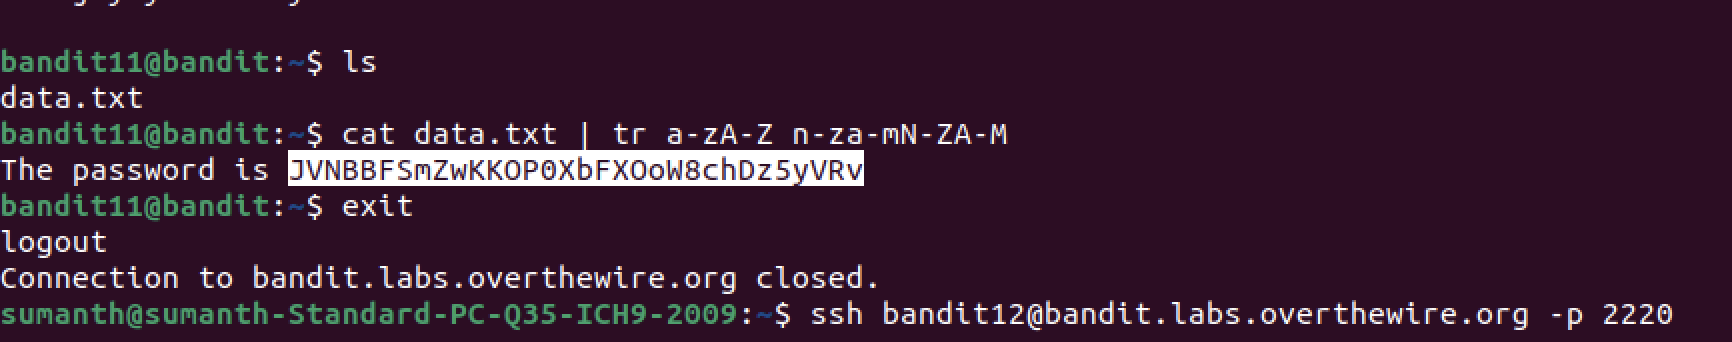 bandit11@bandit:~$ ls
data.txt
bandit11@bandit:~$ cat data.txt | tr a-zA-Z n-za-mN-ZA-M
The password is JVNBBFSmZwKKOP0XbFXOoW8chDz5yVRv
bandit11@bandit:~$ exit
logout
Connection to bandit.labs.overthewire.org closed.
sumanth@sumanth-Standard-PC-Q35-ICH9-2009:~$ ssh bandit12@bandit.labs.overthewire.org -p 2220